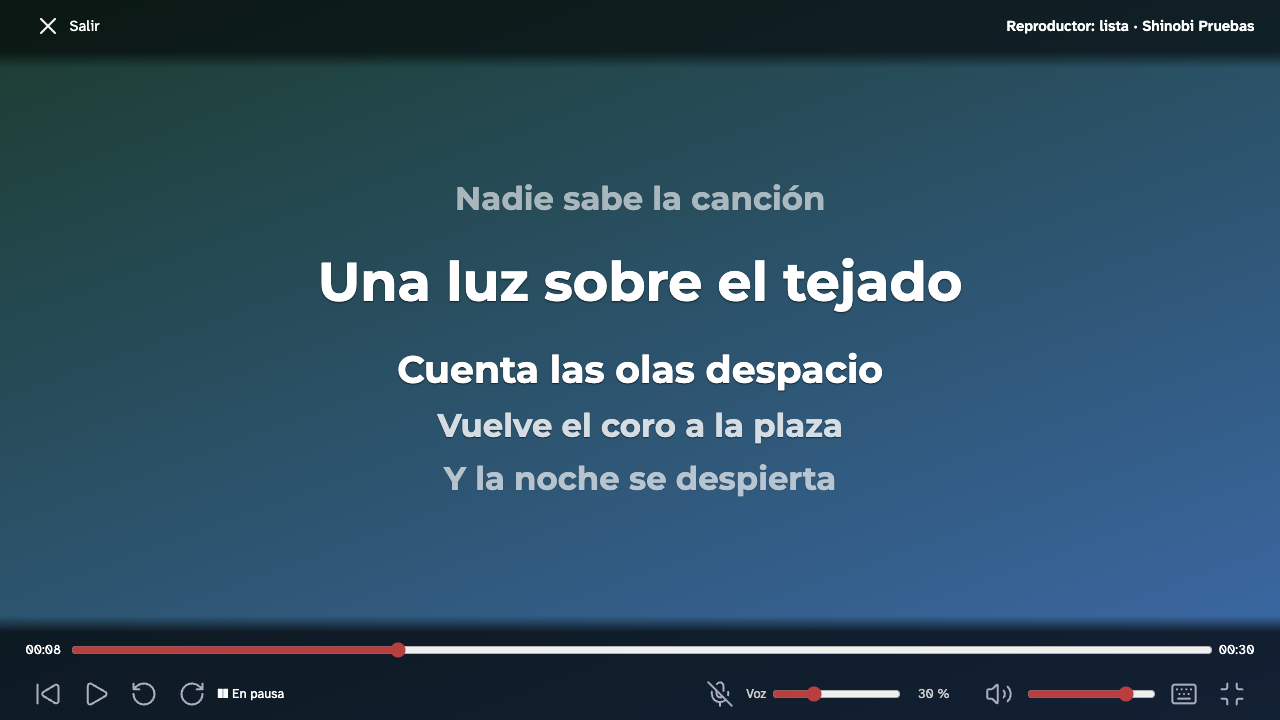 Salir
Reproductor: lista · Shinobi Pruebas
Nadie sabe la canción
Una luz sobre el tejado
Cuenta las olas despacio
Vuelve el coro a la plaza
Y la noche se despierta
00:08
00:30
En pausa
Voz
30 %